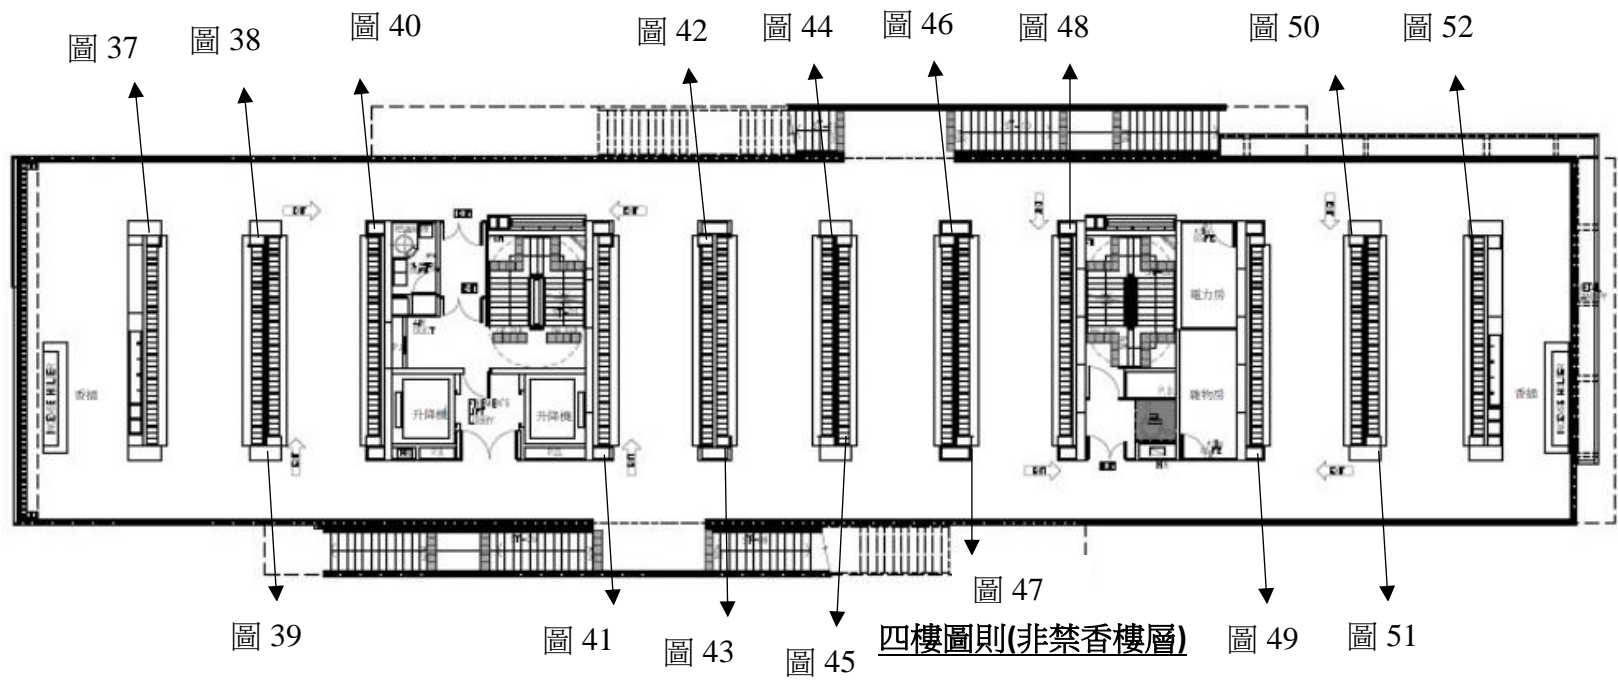 圖 37
圖 38
圖 40
圖 42
圖 44
圖 46
圖 48
圖 50
圖 52
電力房
香插
升降機
升降機
雜物房
香插
圖 39
圖 41
圖 43
圖 45
圖 47
四樓圖則(非禁香樓層)
圖 49
圖 51